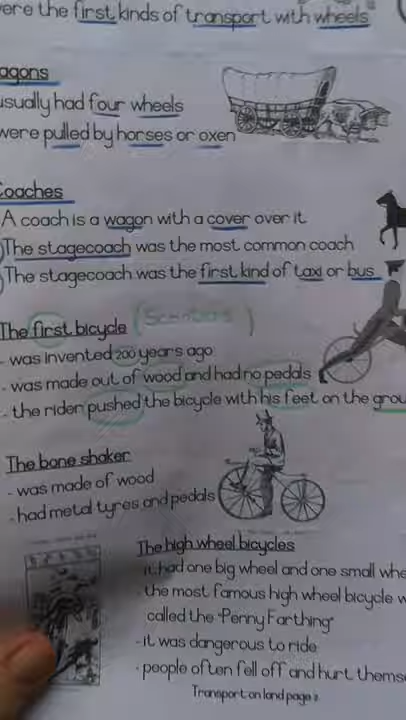 ere the first kinds of transport with wheels
agons
usually had four wheels
were pulled by horses or oxen
Coaches
A coach is a wagon with a cover over it
The stagecoach was the most common coach
The stagecoach was the first kind of taxi or bus
The first bicycle
- was invented 200 years ago
- was made out of wood and had no pedals
- the rider pushed the bicycle with his feet on the grou
The bone shaker
- was made of wood
- had metal tyres and pedals
The high wheel bicycles
it had one big wheel and one small whe
- the most famous high wheel bicycle w
called the "Penny Farthing"
- it was dangerous to ride
- people often fell off and hurt thems
Transport on land page 2